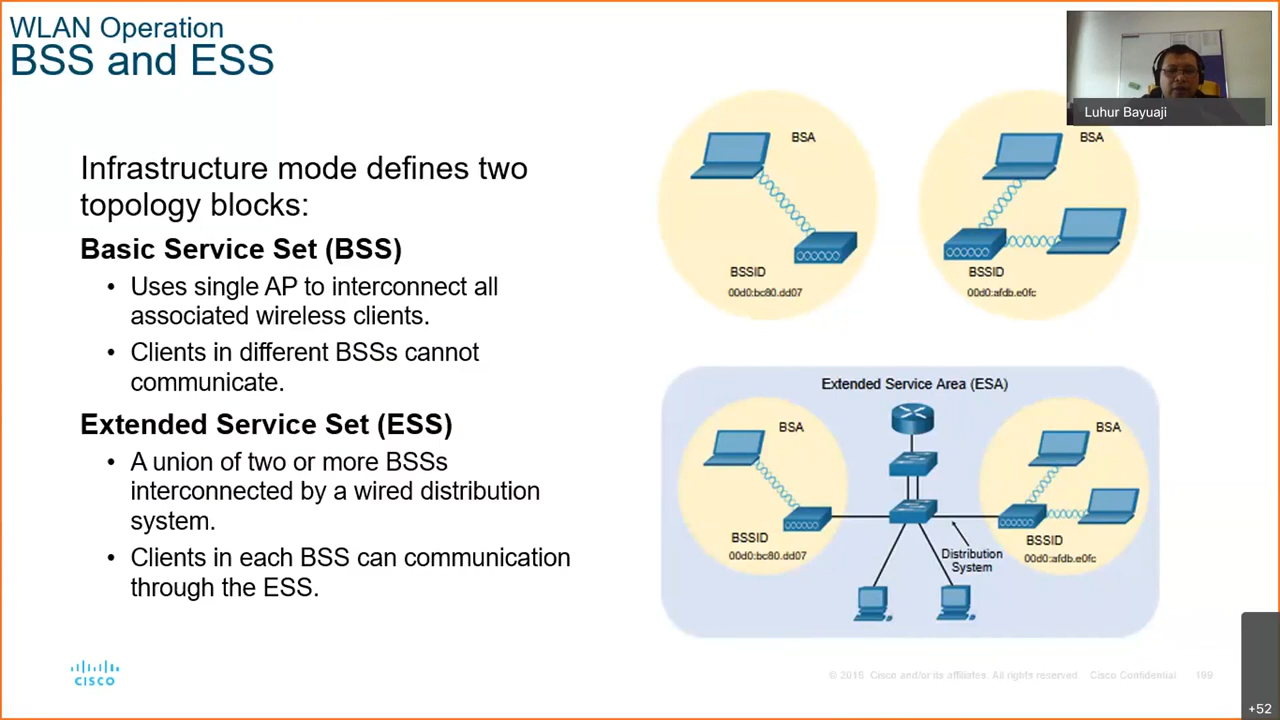 WLAN Operation
BSS and ESS
Luhur Bayuaji
Infrastructure mode defines two
topology blocks:
Basic Service Set (BSS)
• Uses single AP to interconnect all
associated wireless clients.
• Clients in different BSSs cannot
communicate.
Extended Service Set (ESS)
• A union of two or more BSSs
interconnected by a wired distribution
system.
• Clients in each BSS can communication
through the ESS.
BSA
BSSID
00d0:bc80.dd07
BSA
BSSID
00d0:afdb.e0fc
Extended Service Area (ESA)
BSA
BSSID
00d0:bc80.dd07
Distribution
System
BSA
BSSID
00d0:afdb.e0fc
CISCO
© 2016 Cisco and/or its affiliates. All rights reserved. Cisco Confidential 199
+52